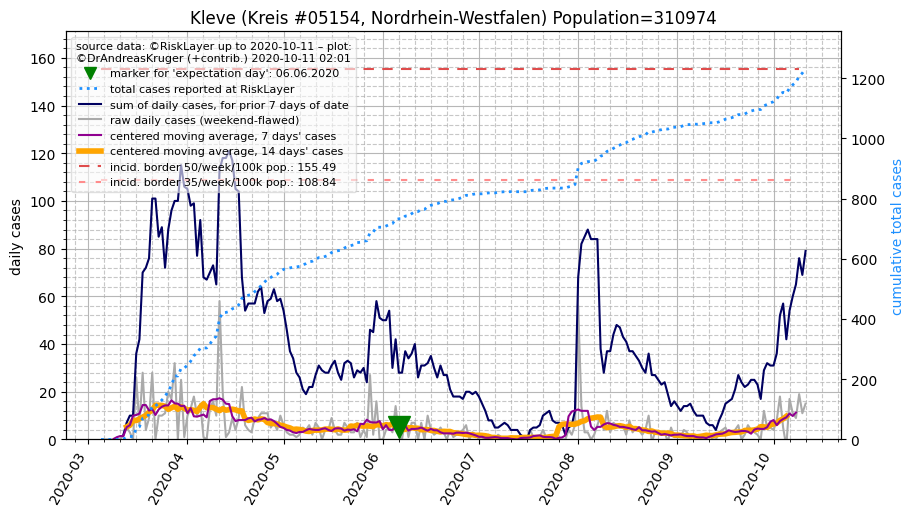 Kleve (Kreis #05154, Nordrhein-Westfalen) Population=310974
source data: ©RiskLayer up to 2020-10-11 – plot:
©DrAndreasKruger (+contrib.) 2020-10-11 02:01
marker for 'expectation day': 06.06.2020
total cases reported at RiskLayer
sum of daily cases, for prior 7 days of date
raw daily cases (weekend-flawed)
centered moving average, 7 days' cases
centered moving average, 14 days' cases
incid. border 50/week/100k pop.: 155.49
incid. border 35/week/100k pop.: 108.84
daily cases
160
140
120
100
80
60
40
20
0
cumulative total cases
1200
1000
800
600
400
200
0
2020-03
2020-04
2020-05
2020-06
2020-07
2020-08
2020-09
2020-10